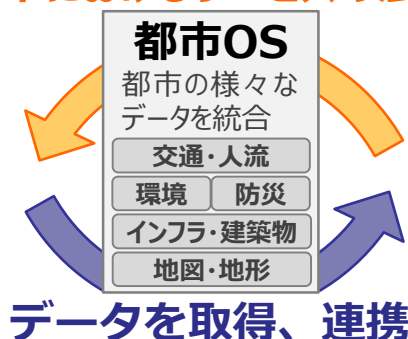 都市OS
都市の様々な
データを統合
交通・人流
環境 防災
インフラ・建築物
地図・地形
データを取得、連携